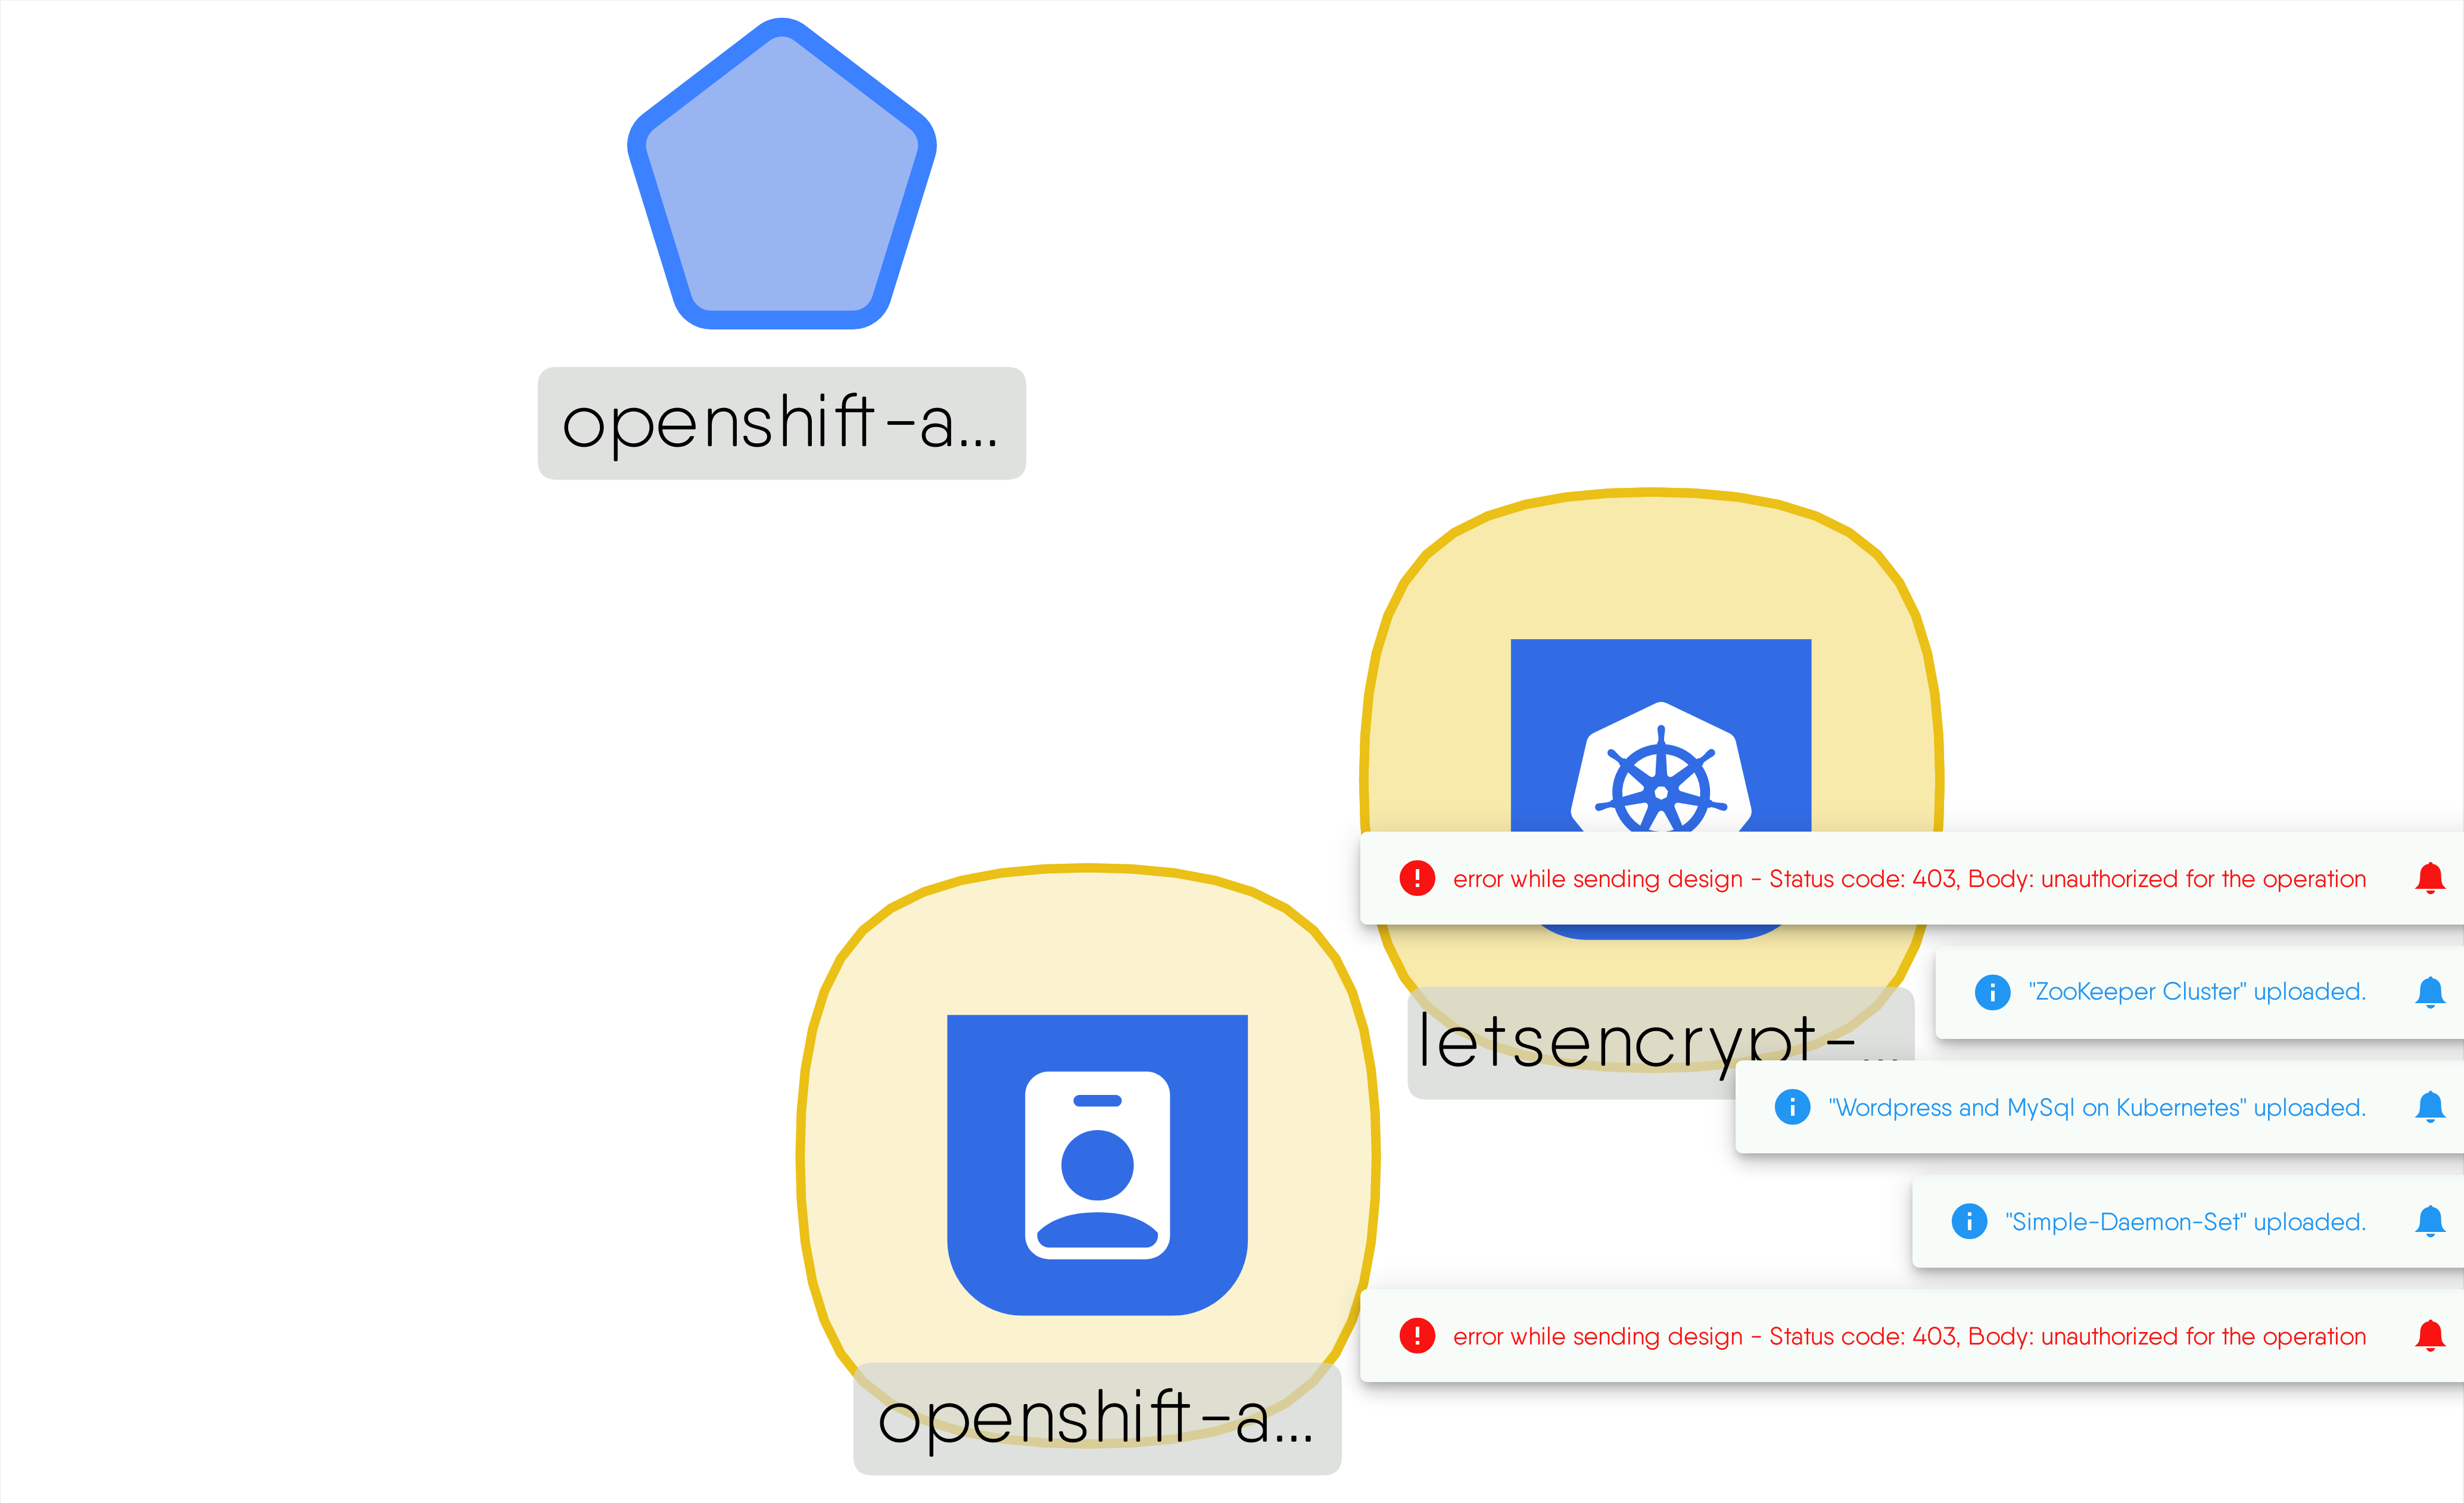 openshift-a...
error while sending design - Status code: 403, Body: unauthorized for the operation
"ZooKeeper Cluster" uploaded.
letsencrypt-...
"Wordpress and MySql on Kubernetes" uploaded.
"Simple-Daemon-Set" uploaded.
error while sending design - Status code: 403, Body: unauthorized for the operation
openshift-a...